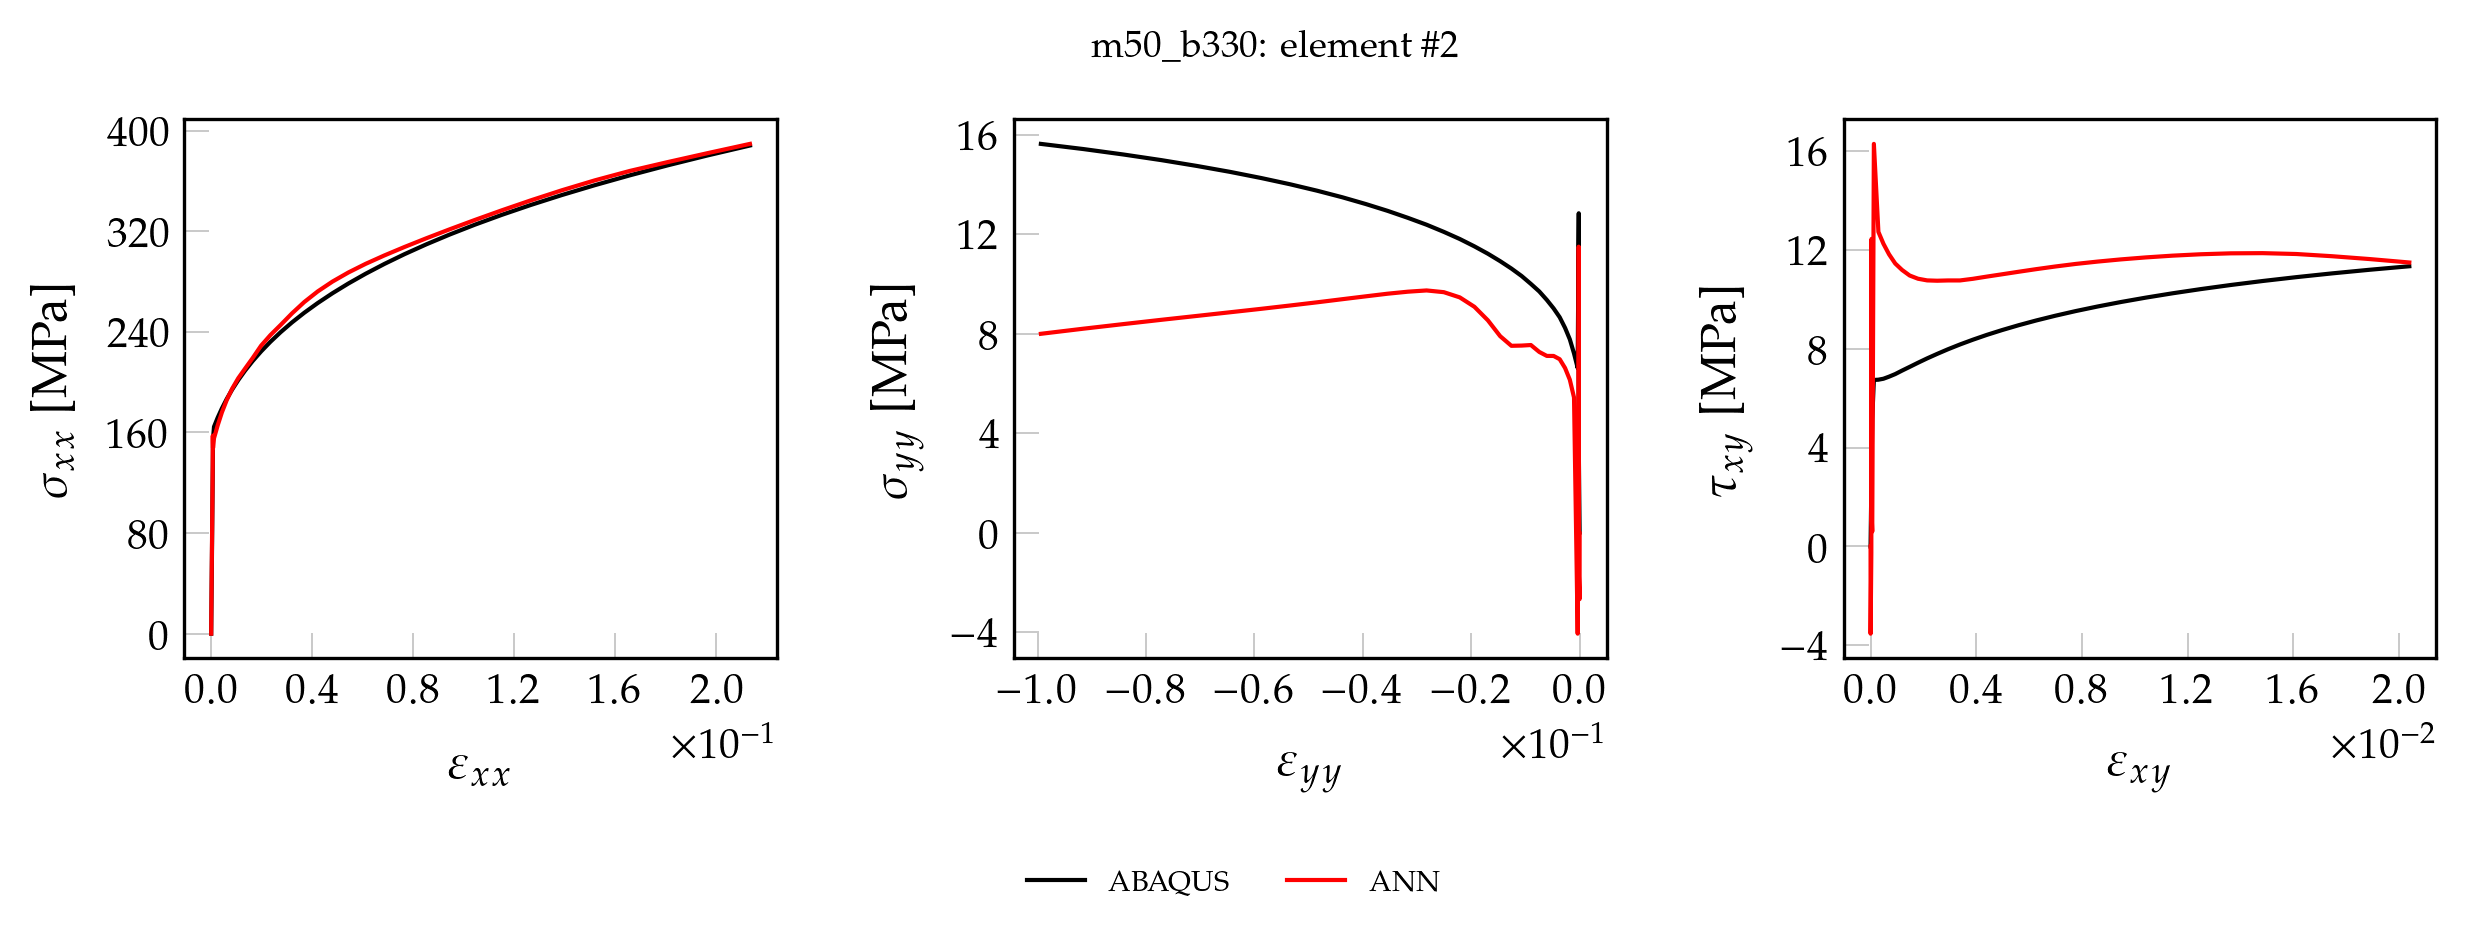 m50_b330: element #2
400
320
240
160
80
0
σxx [MPa]
0.0 0.4 0.8 1.2 1.6 2.0
×10⁻¹
εxx
16
12
8
4
0
−4
σyy [MPa]
−1.0 −0.8 −0.6 −0.4 −0.2 0.0
×10⁻¹
εyy
16
12
8
4
0
−4
τxy [MPa]
0.0 0.4 0.8 1.2 1.6 2.0
×10⁻²
εxy
ABAQUS ANN